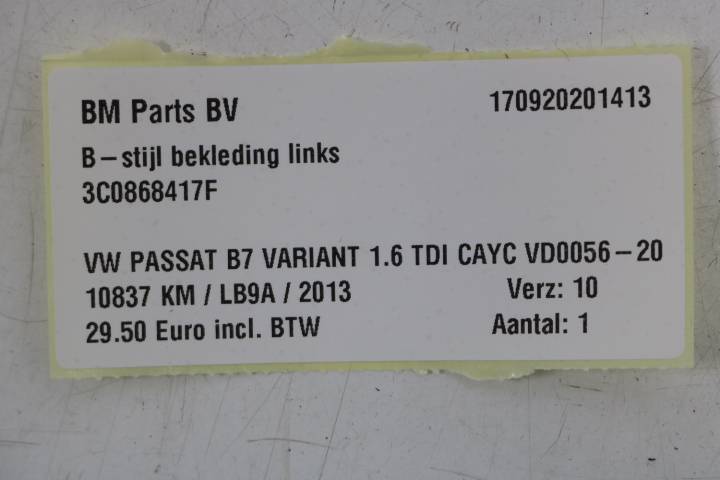 BM Parts BV 170920201413
B-stijl bekleding links
3C0868417F
VW PASSAT B7 VARIANT 1.6 TDI CAYC VD0056-20
10837 KM / LB9A / 2013 Verz: 10
29.50 Euro incl. BTW Aantal: 1